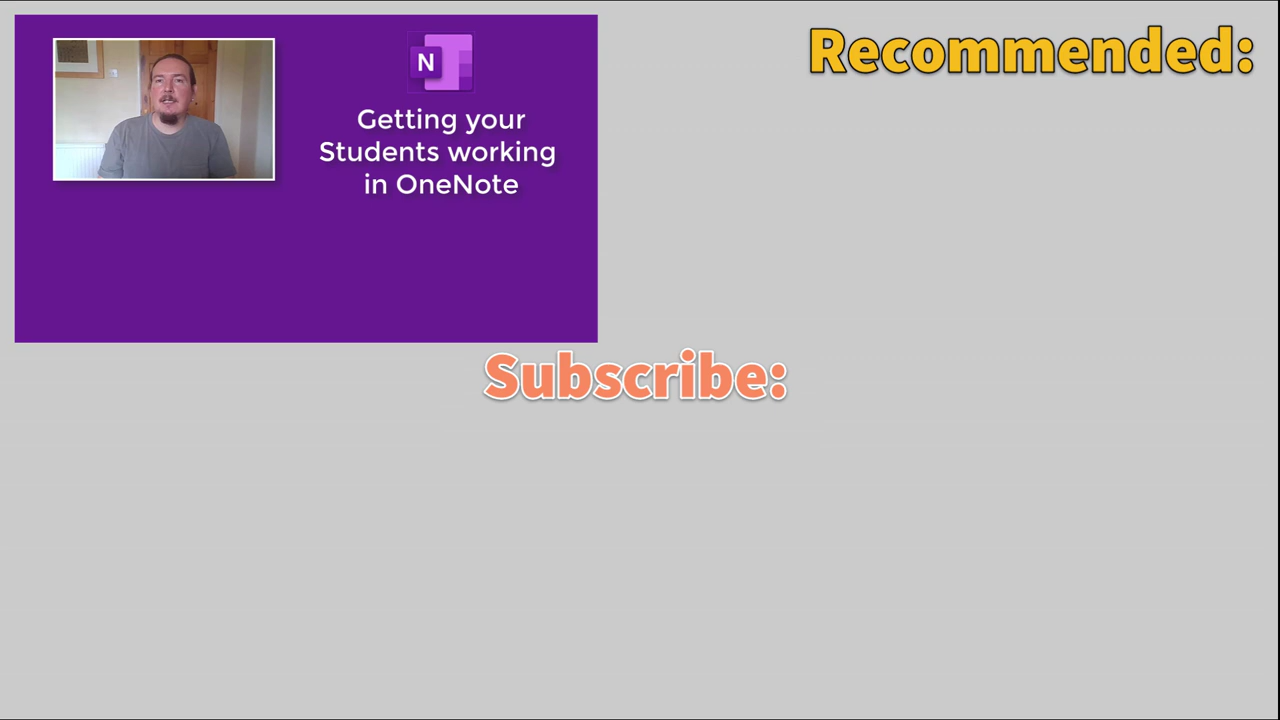 Recommended:
N
Getting your
Students working
in OneNote
Subscribe: